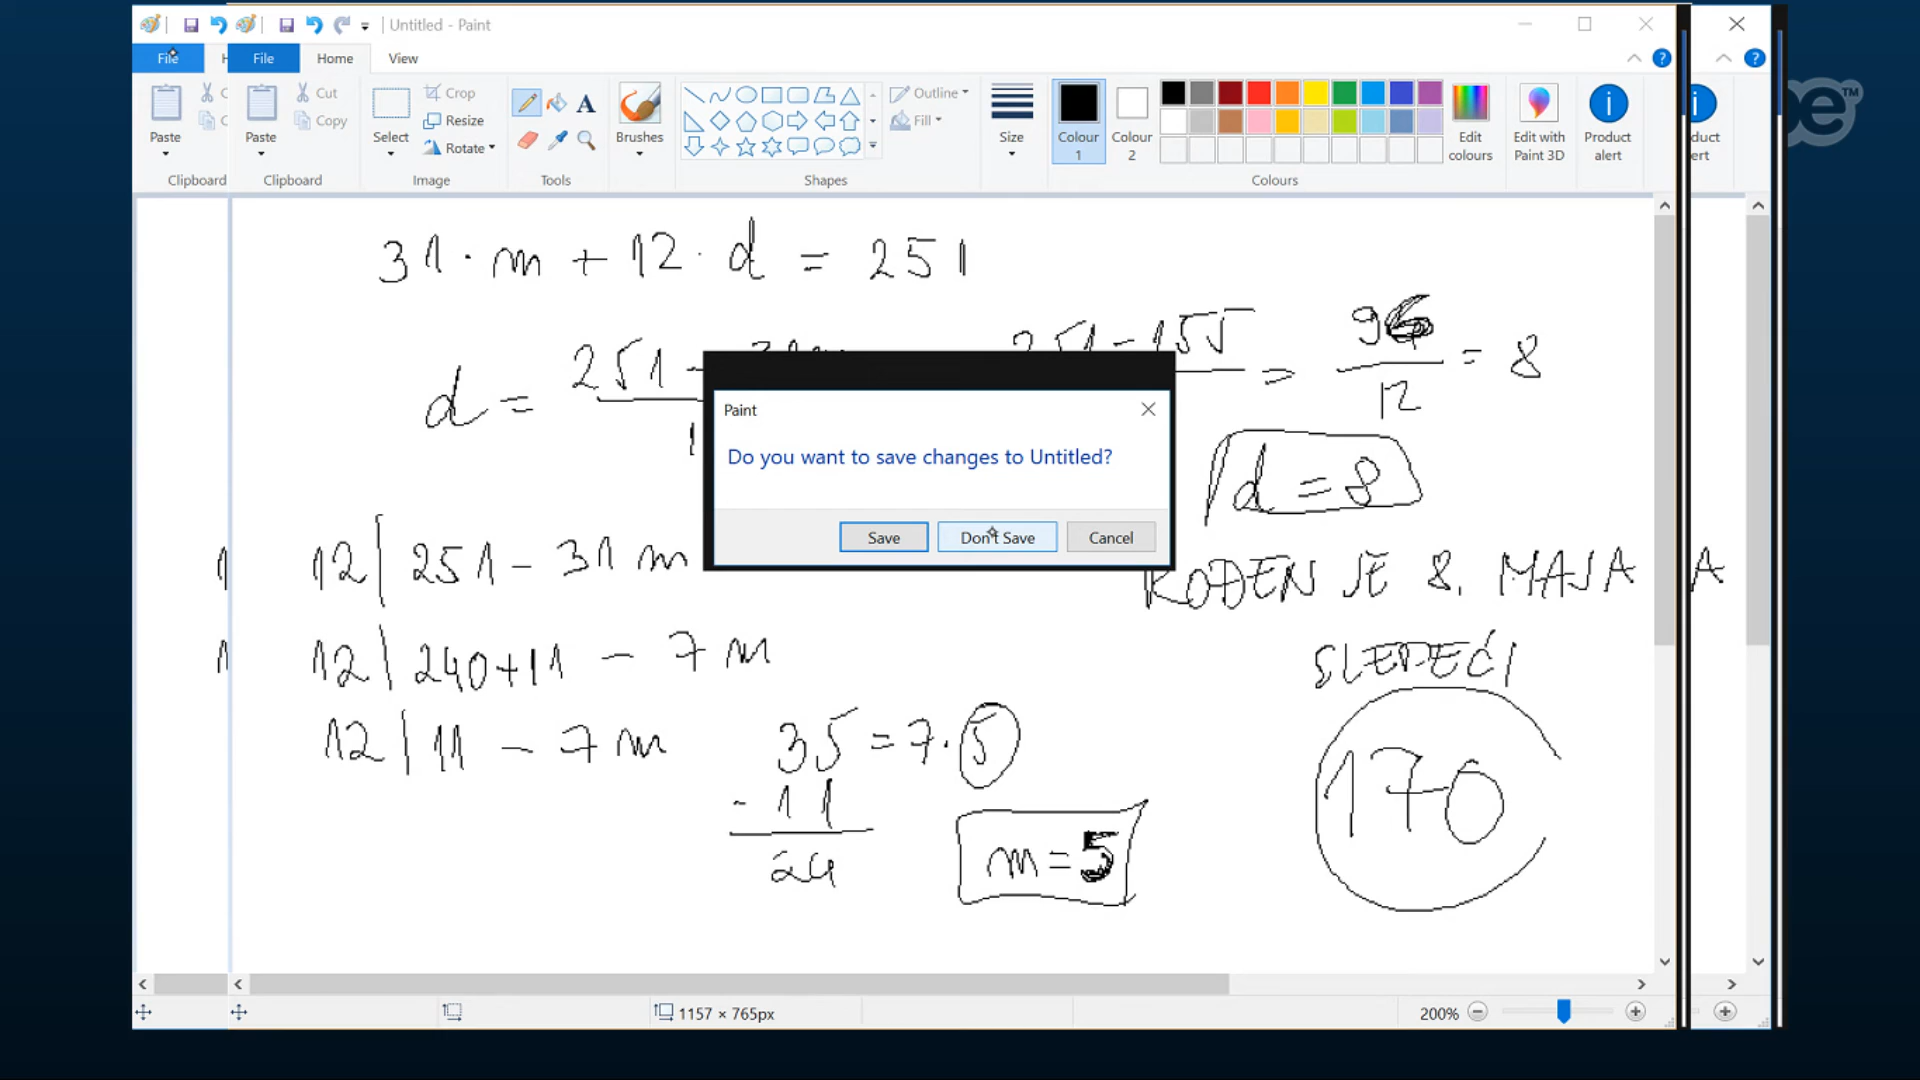 Untitled - Paint
File
File Home View
Paste
Clipboard
Paste
Cut
Copy
Clipboard
Select
Crop
Resize
Rotate
Image
Tools
Brushes
Shapes
Outline
Fill
Size
Colour 1
Colour 2
Colours
Edit colours
Edit with Paint 3D
Product alert
31 · m + 12 · d = 251
d = 251 -
251 - 155 = 96 / 12 = 8
Paint
Do you want to save changes to Untitled?
Save Don't Save Cancel
d = 8
12 | 251 - 31 m
ROĐEN JE 8. MAJA
12 | 240 + 11 - 7 m
SLEDEĆI
12 | 11 - 7 m
35 = 7 · 5
- 11
24
m = 5
170
1157 × 765px
200%